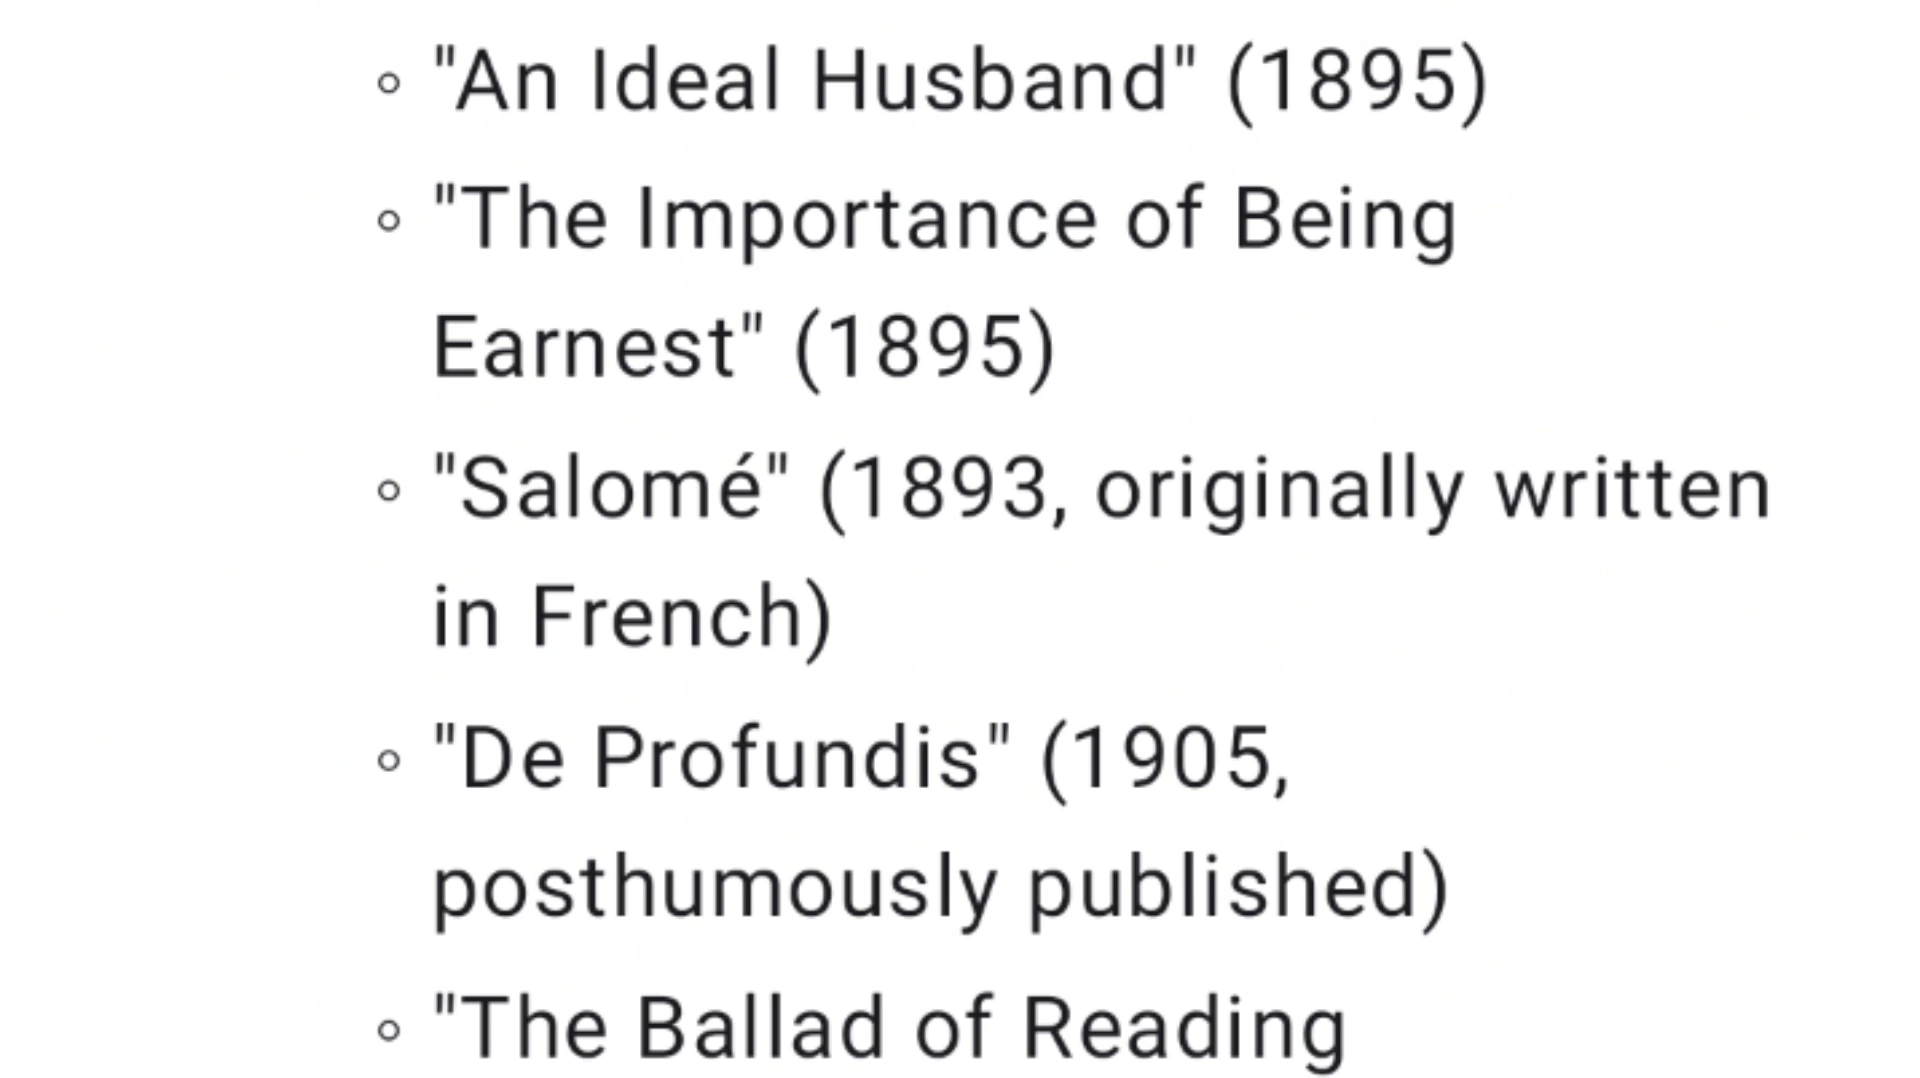 "An Ideal Husband" (1895)
"The Importance of Being
Earnest" (1895)
"Salomé" (1893, originally written
in French)
"De Profundis" (1905,
posthumously published)
"The Ballad of Reading